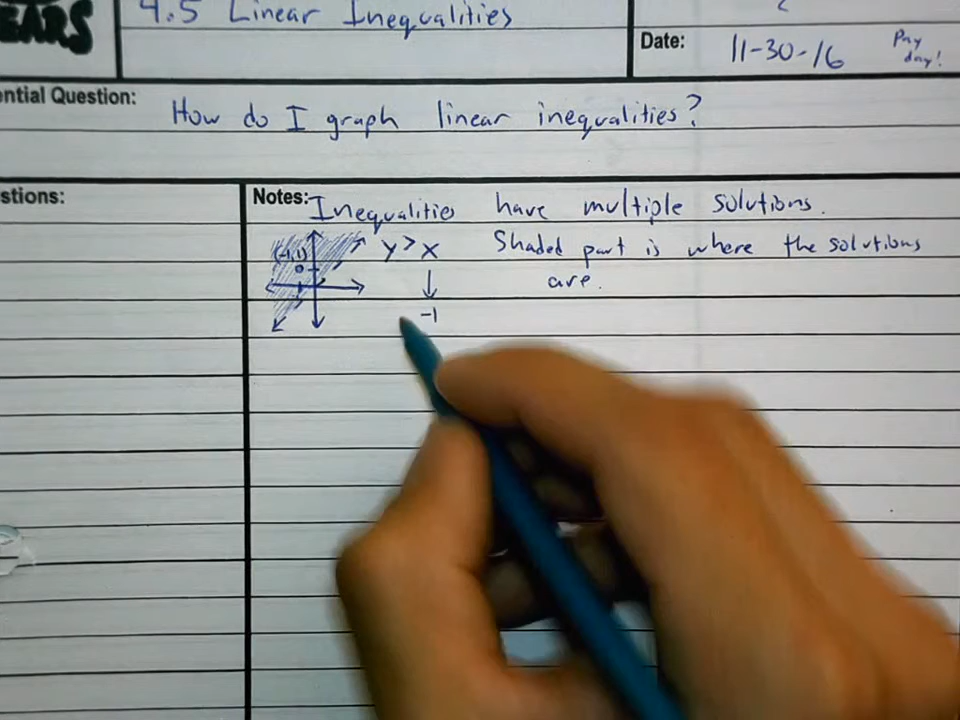 EARS
4.5 Linear Inequalities
Date: 11-30-16
Pay
day!
ential Question: How do I graph linear inequalities?
stions:
Notes: Inequalities have multiple solutions.
(-1,1)
y > x
Shaded part is where the solutions
are.
-1